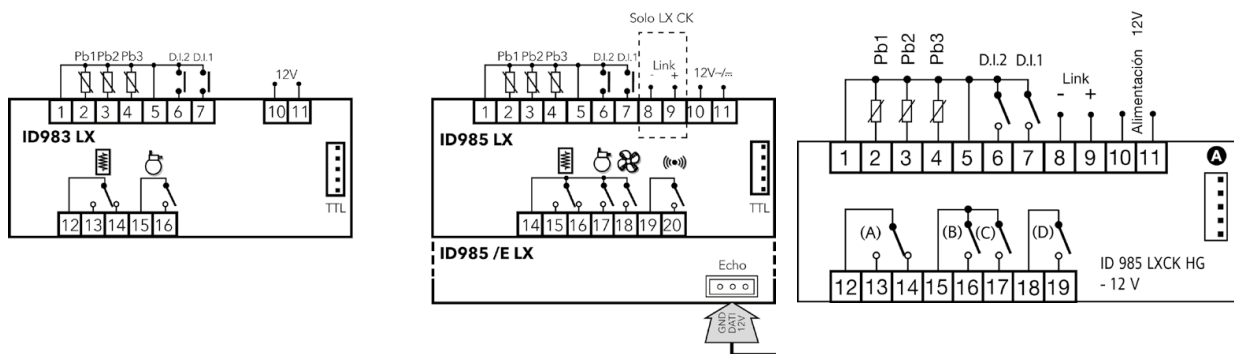 Pb1 Pb2 Pb3 D.I.2 D.I.1
12V
1 2 3 4 5 6 7 10 11
ID983 LX
TTL
12 13 14 15 16
Solo LX CK
Pb1 Pb2 Pb3 D.I.2 D.I.1
Link
- +
12V~/⎓
1 2 3 4 5 6 7 8 9 10 11
ID985 LX
TTL
14 15 16 17 18 19 20
ID985 /E LX
Echo
GND
DATI
12V
Pb1
Pb2
Pb3
D.I.2 D.I.1
Link
- +
Alimentación 12V
1 2 3 4 5 6 7 8 9 10 11
A
(A) (B) (C) (D)
12 13 14 15 16 17 18 19
ID 985 LXCK HG
- 12 V